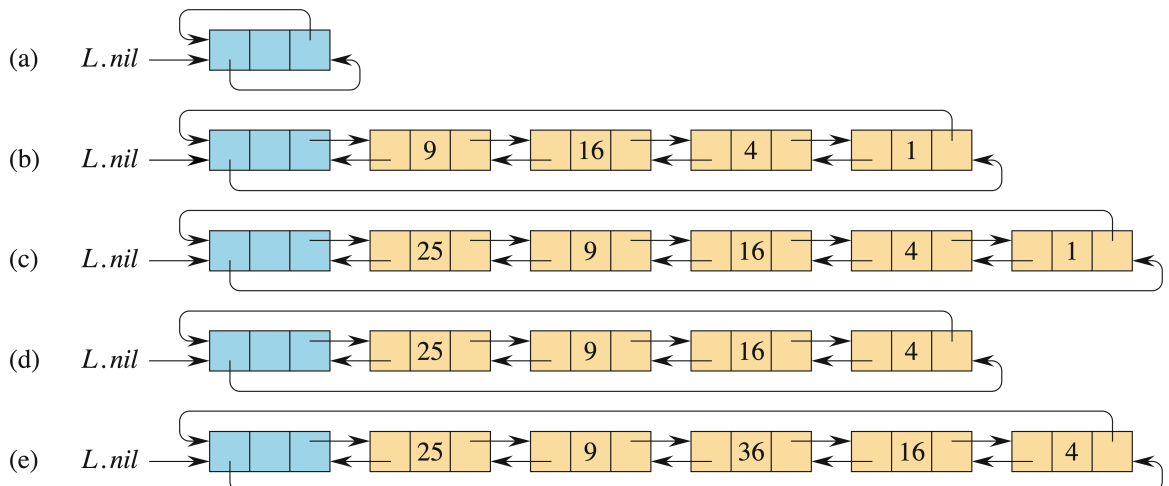 (a) L.nil
(b) L.nil 9 16 4 1
(c) L.nil 25 9 16 4 1
(d) L.nil 25 9 16 4
(e) L.nil 25 9 36 16 4